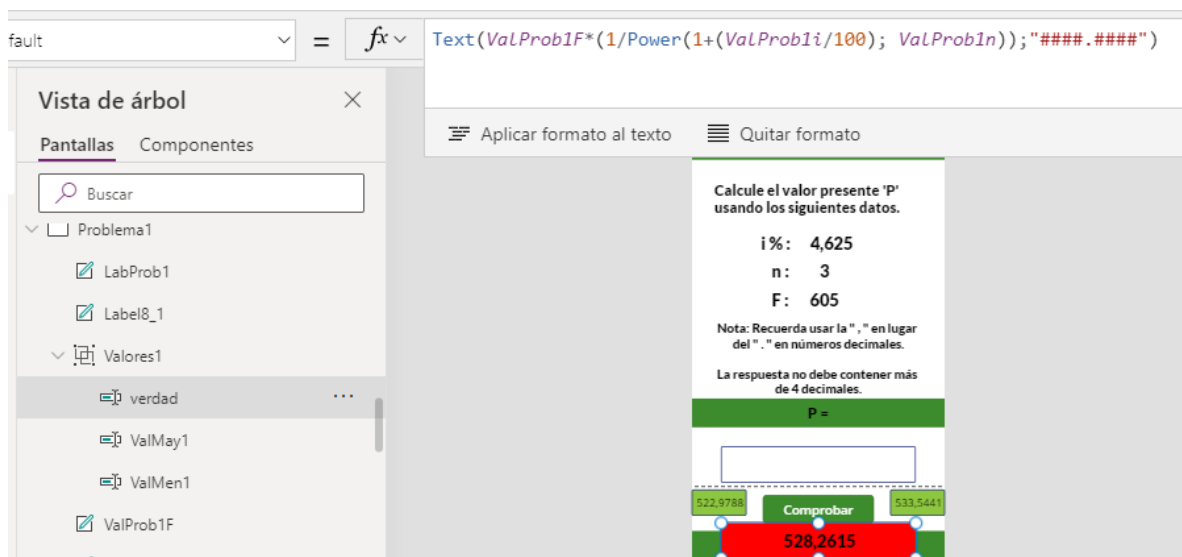 fault
=
fx
Text(ValProb1F*(1/Power(1+(ValProb1i/100); ValProb1n));"####.####")
Vista de árbol
Pantallas Componentes
Buscar
Aplicar formato al texto Quitar formato
Problema1
LabProb1
Label8_1
Valores1
verdad ...
ValMay1
ValMen1
ValProb1F
Calcule el valor presente 'P'
usando los siguientes datos.
i%: 4,625
n: 3
F: 605
Nota: Recuerda usar la " , " en lugar
del " . " en números decimales.
La respuesta no debe contener más
de 4 decimales.
P =
522,9788 Comprobar 533,5441
528,2615